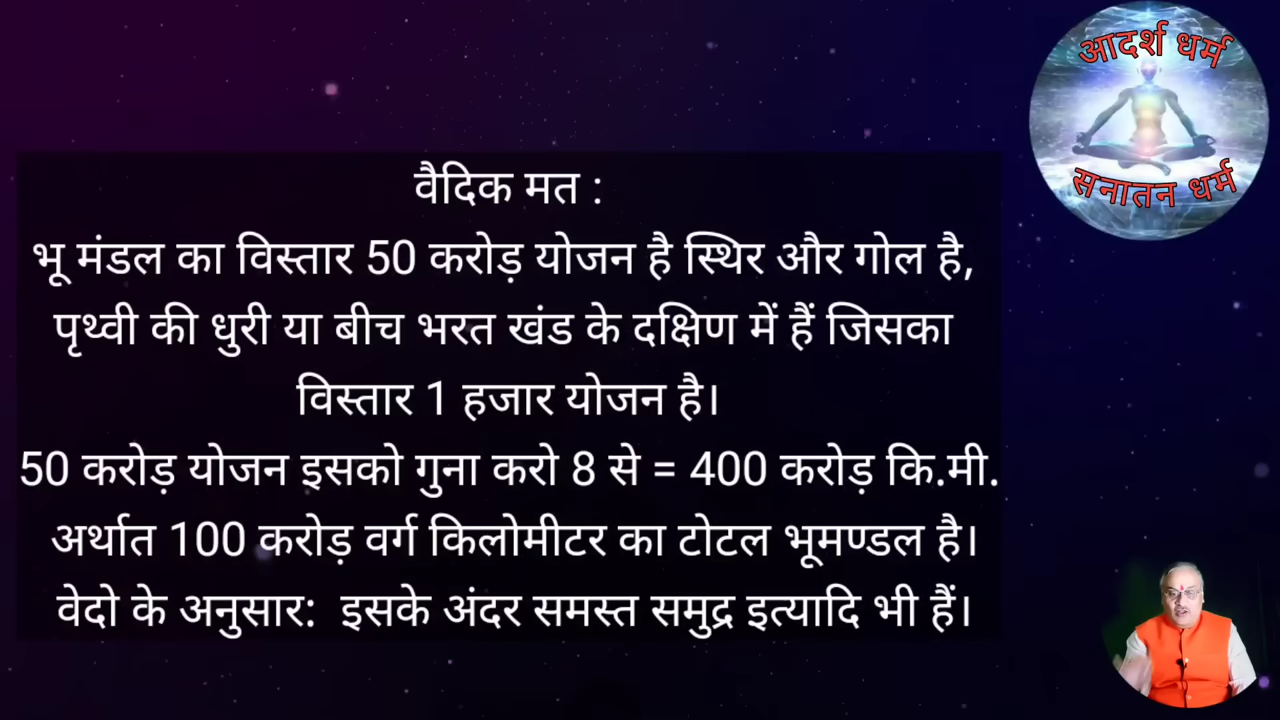 आदर्श धर्म
सनातन धर्म
वैदिक मत :
भू मंडल का विस्तार 50 करोड़ योजन है स्थिर और गोल है,
पृथ्वी की धुरी या बीच भरत खंड के दक्षिण में हैं जिसका
विस्तार 1 हजार योजन है।
50 करोड़ योजन इसको गुना करो 8 से = 400 करोड़ कि.मी.
अर्थात 100 करोड़ वर्ग किलोमीटर का टोटल भूमण्डल है।
वेदो के अनुसार: इसके अंदर समस्त समुद्र इत्यादि भी हैं।